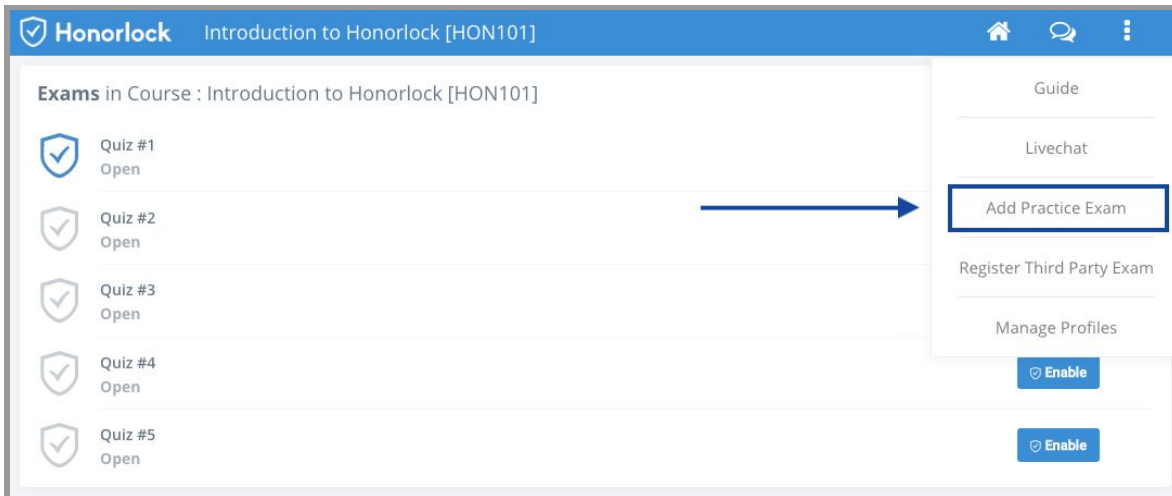 Honorlock Introduction to Honorlock [HON101]
Exams in Course : Introduction to Honorlock [HON101]
Quiz #1
Open
Quiz #2
Open
Quiz #3
Open
Quiz #4
Open
Enable
Quiz #5
Open
Enable
Guide
Livechat
Add Practice Exam
Register Third Party Exam
Manage Profiles